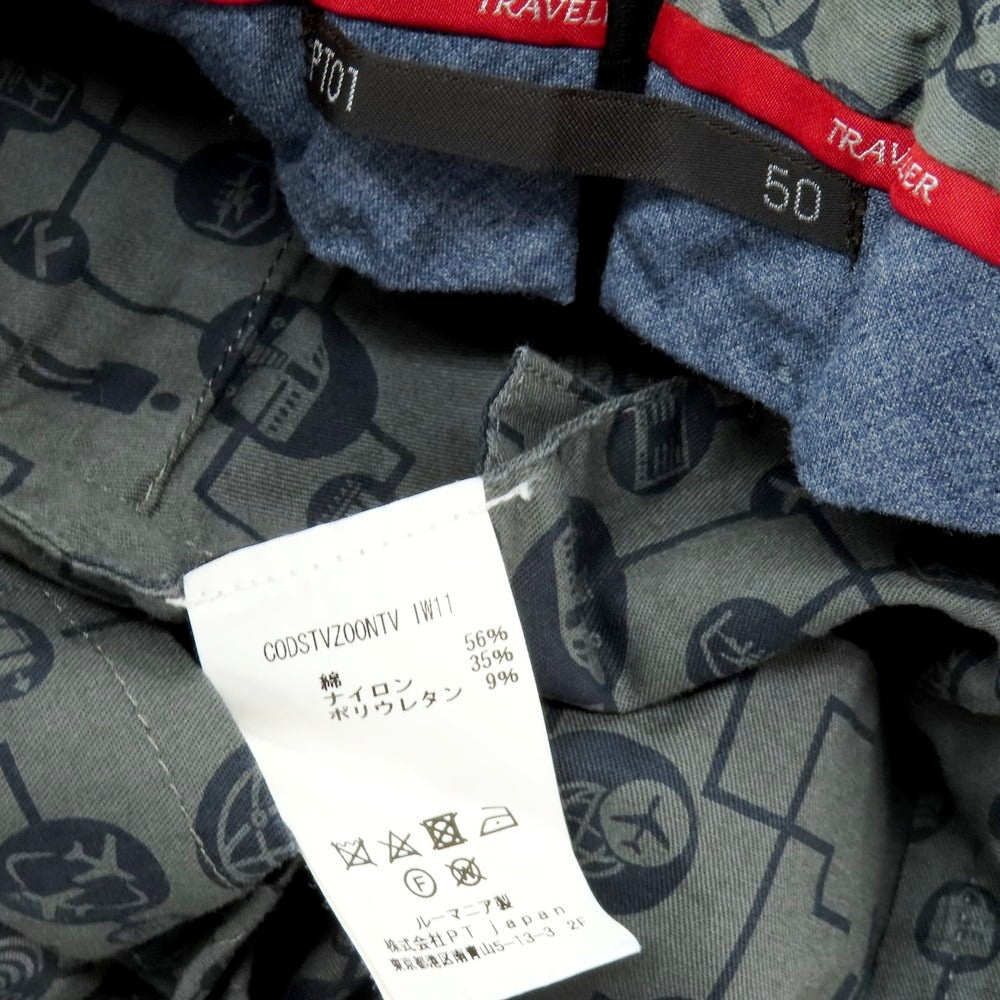 TRAVEL
PT01
50
TRAVELER
CODSTVZ00NTV IW11
綿 56%
ナイロン 35%
ポリウレタン 9%
F
W
ルーマニア製
株式会社PT Japan
東京都港区南青山5-13-3 2F